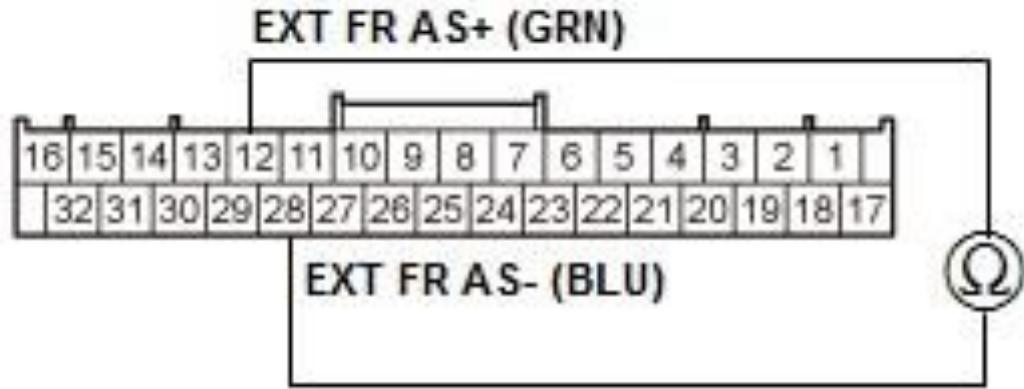 EXT FR AS+ (GRN)
16 15 14 13 12 11 10 9 8 7 6 5 4 3 2 1
32 31 30 29 28 27 26 25 24 23 22 21 20 19 18 17
EXT FR AS- (BLU)
Ω